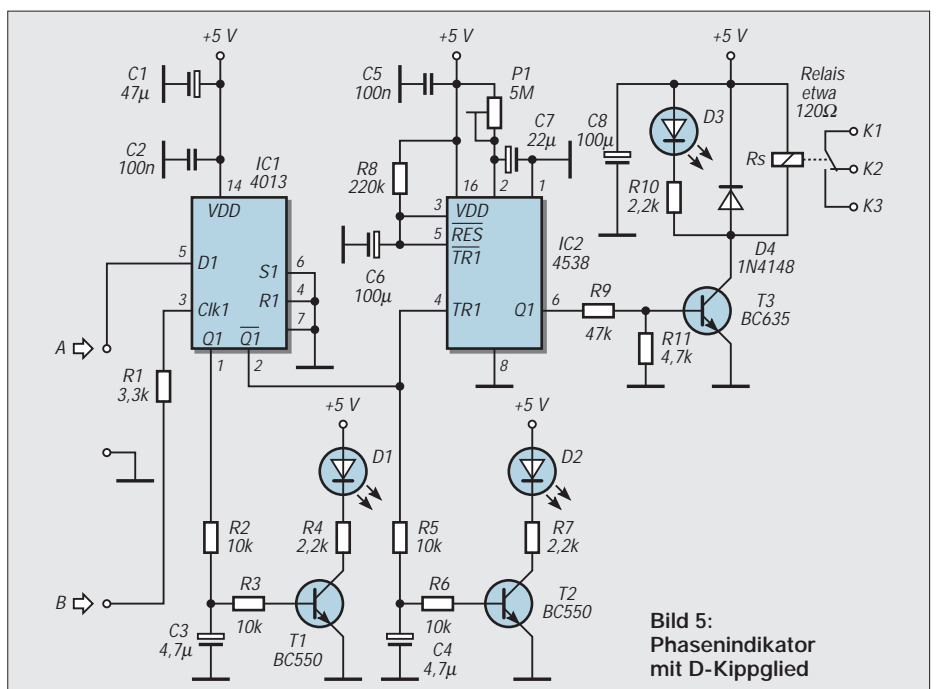 +5 V
C1
47µ
C2
100n
IC1
4013
14
VDD
5
D1
3
Clk1
S1
6
R1
4
7
Q1
Q1
1
2
A
R1
3,3k
B
R2
10k
R3
10k
C3
4,7µ
T1
BC550
+5 V
D1
R4
2,2k
+5 V
C5
100n
P1
5M
C7
22µ
R8
220k
16
2
1
3
VDD
RES
5
TR1
C6
100µ
IC2
4538
4
TR1
Q1
6
8
R9
47k
R11
4,7k
R5
10k
R6
10k
C4
4,7µ
+5 V
D2
R7
2,2k
T2
BC550
+5 V
C8
100µ
D3
R10
2,2k
Relais
etwa
120Ω
Rs
K1
K2
K3
D4
1N4148
T3
BC635
Bild 5:
Phasenindikator
mit D-Kippglied